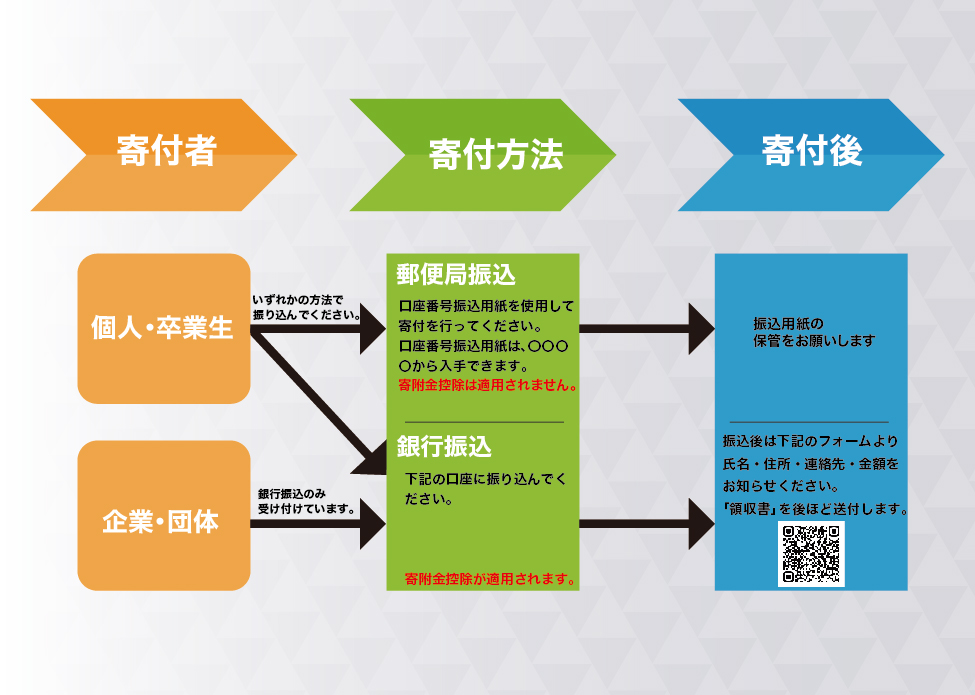 寄付者
寄付方法
寄付後
個人・卒業生
いずれかの方法で
振り込んでください。
郵便局振込
口座番号振込用紙を使用して
寄付を行ってください。
口座番号振込用紙は、〇〇〇
〇から入手できます。
寄附金控除は適用されません。
振込用紙の
保管をお願いします
企業・団体
銀行振込のみ
受け付けています。
銀行振込
下記の口座に振り込んでく
ださい。
寄附金控除が適用されます。
振込後は下記のフォームより
氏名・住所・連絡先・金額を
お知らせください。
「領収書」を後ほど送付します。